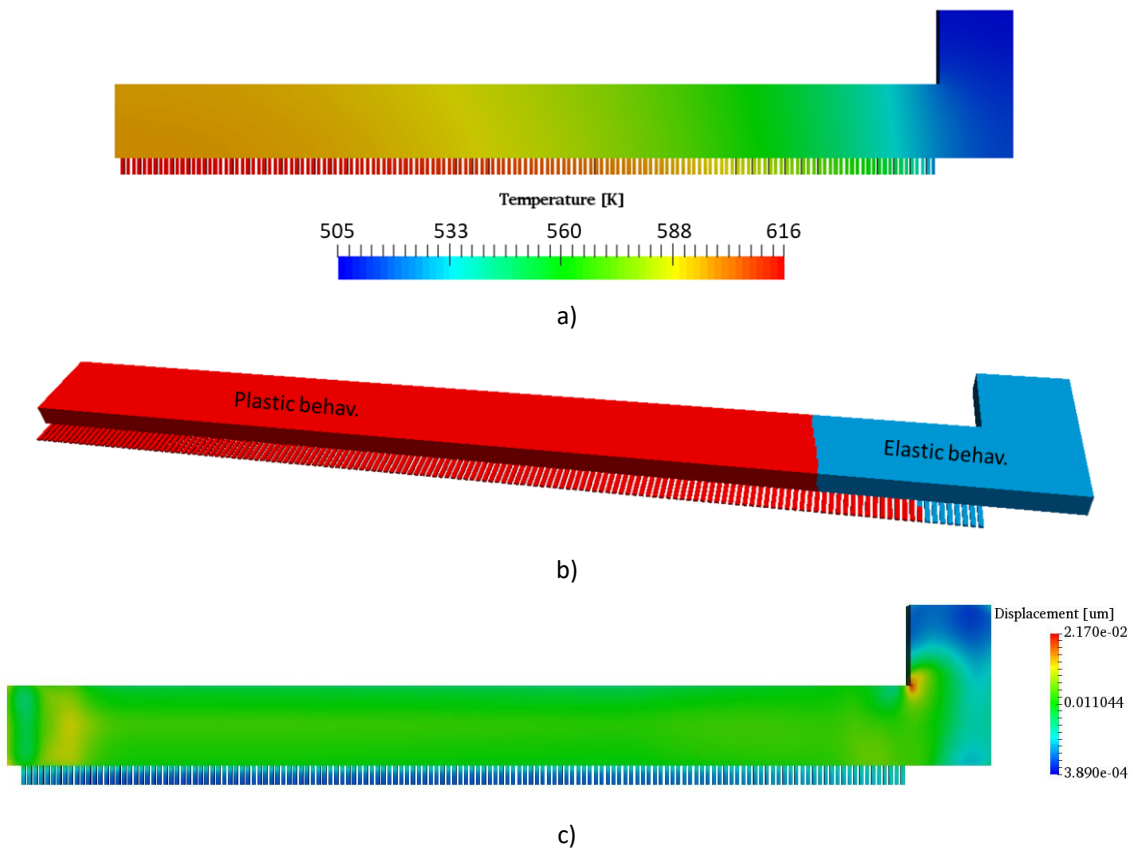 Temperature [K]
505 533 560 588 616
a)
Plastic behav.
Elastic behav.
b)
Displacement [um]
2.170e-02
0.011044
3.890e-04
c)